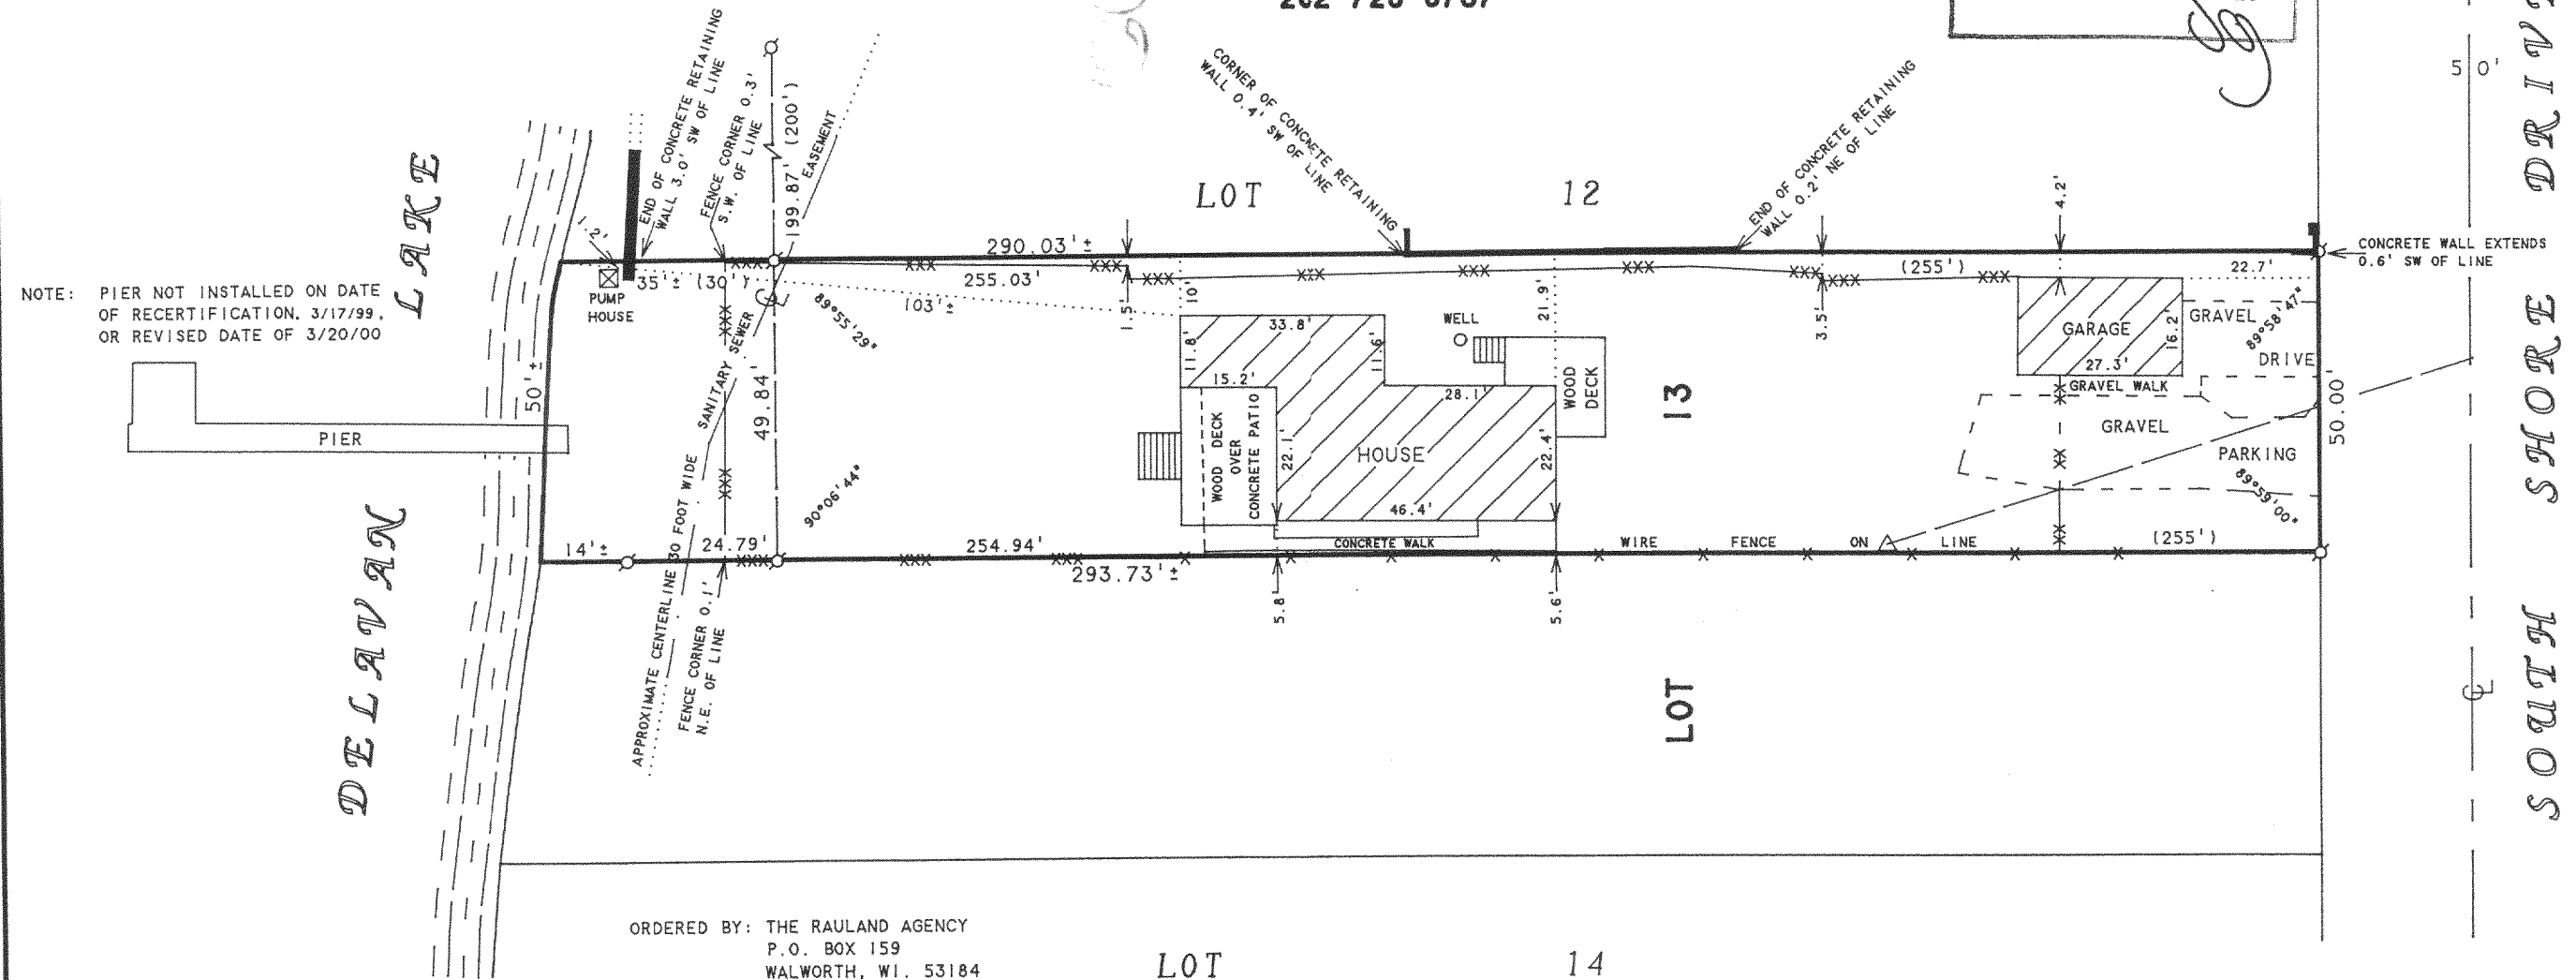 262-728-6787
5 0'
SOUTH SHORE DRIVE
DELAVAN LAKE
END OF CONCRETE RETAINING
WALL 3.0' SW OF LINE
FENCE CORNER 0.3'
S.W. OF LINE
199.87' (200')
EASEMENT
CORNER OF CONCRETE RETAINING
WALL 0.4' SW OF LINE
END OF CONCRETE RETAINING
WALL 0.2' NE OF LINE
LOT 12
4.2'
CONCRETE WALL EXTENDS
0.6' SW OF LINE
1.2'
290.03'±
NOTE: PIER NOT INSTALLED ON DATE
OF RECERTIFICATION, 3/17/99,
OR REVISED DATE OF 3/20/00
PUMP
HOUSE
35'± (30')
255.03'
(255')
22.7'
103'±
10'
1.5'
21.9'
3.5'
89°55'29"
33.8'
11.8'
11.6'
WELL
GARAGE
16.2'
27.3'
GRAVEL
DRIVE
89°58'47"
GRAVEL WALK
GRAVEL
PARKING
89°59'00"
50.00'
50'±
PIER
49.84'
90°06'44"
15.2'
28.1'
WOOD
DECK
WOOD DECK
OVER
CONCRETE PATIO
22.1'
HOUSE
22.4'
46.4'
CONCRETE WALK
13
WIRE FENCE ON LINE
(255')
14'±
24.79'
254.94'
293.73'±
5.8'
5.6'
APPROXIMATE CENTERLINE 30 FOOT WIDE SANITARY SEWER
FENCE CORNER 0.1'
N.E. OF LINE
LOT
ORDERED BY: THE RAULAND AGENCY
P.O. BOX 159
WALWORTH, WI. 53184
LOT 14